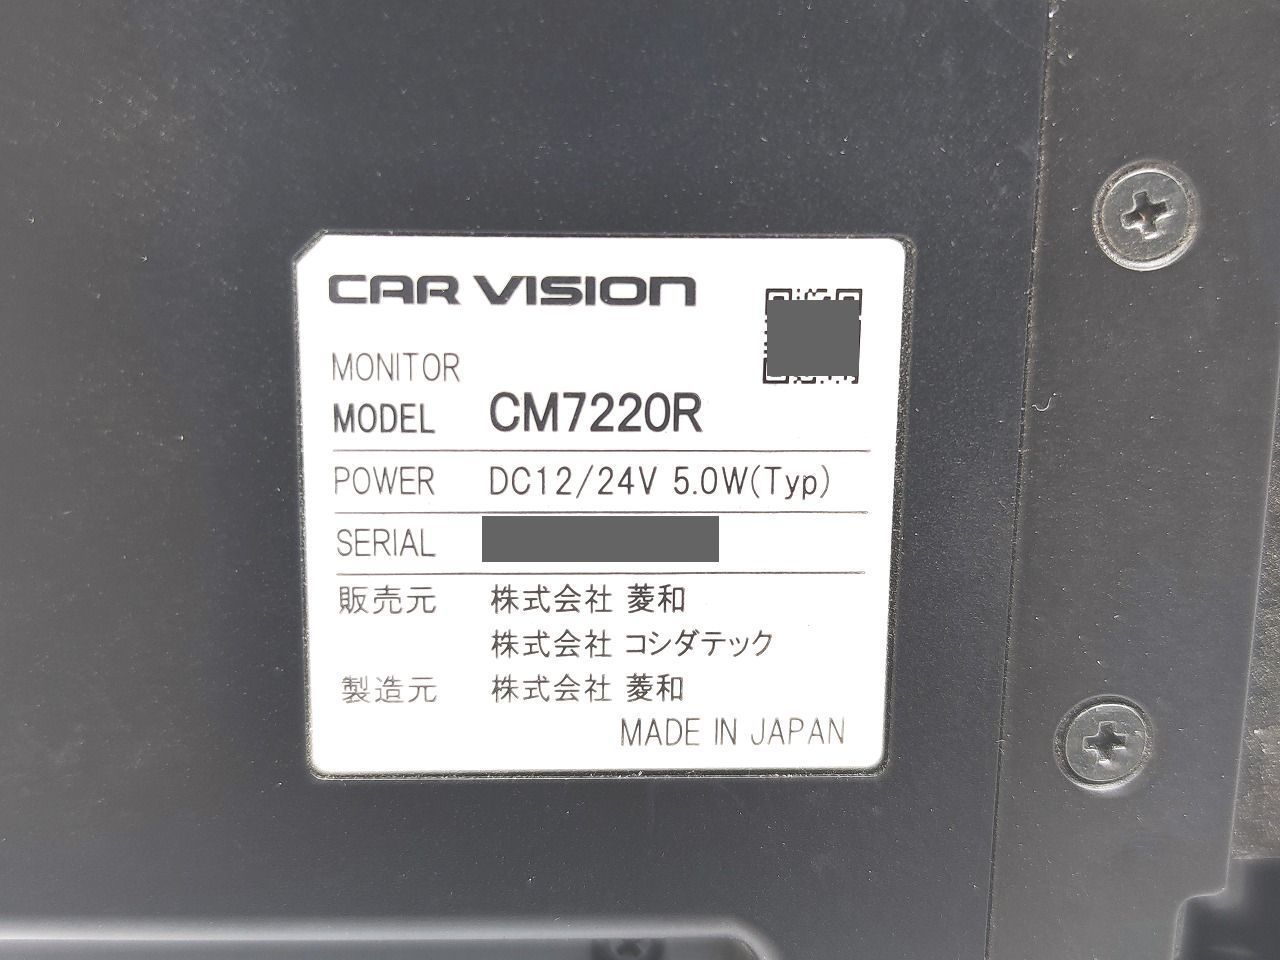 CAR VISION
MONITOR
MODEL CM7220R
POWER DC12/24V 5.0W(Typ)
SERIAL
販売元 株式会社 菱和
株式会社 コシダテック
製造元 株式会社 菱和
MADE IN JAPAN